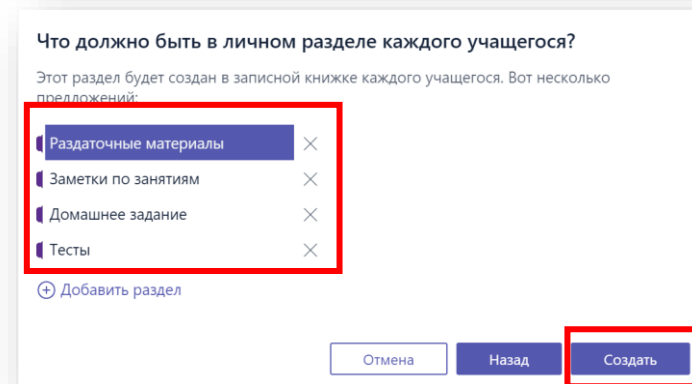 Что должно быть в личном разделе каждого учащегося?
Этот раздел будет создан в записной книжке каждого учащегося. Вот несколько
предложений:
Раздаточные материалы
Заметки по занятиям
Домашнее задание
Тесты
Добавить раздел
Отмена Назад Создать